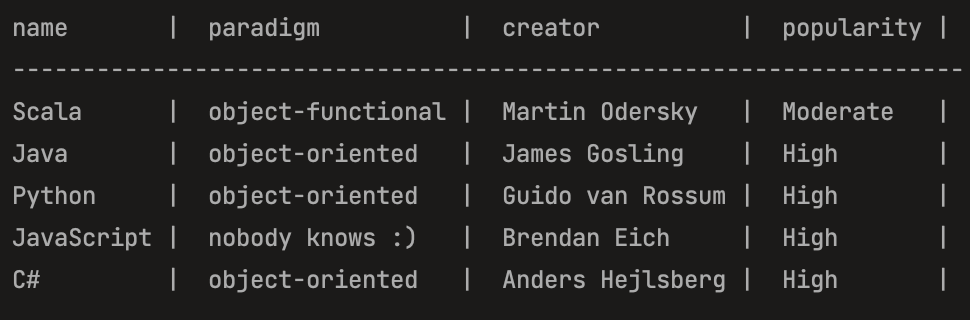 name       |  paradigm          |  creator          |  popularity |
--------------------------------------------------------------------
Scala      |  object-functional |  Martin Odersky   |  Moderate   |
Java       |  object-oriented   |  James Gosling    |  High       |
Python     |  object-oriented   |  Guido van Rossum |  High       |
JavaScript |  nobody knows :)   |  Brendan Eich     |  High       |
C#         |  object-oriented   |  Anders Hejlsberg |  High       |